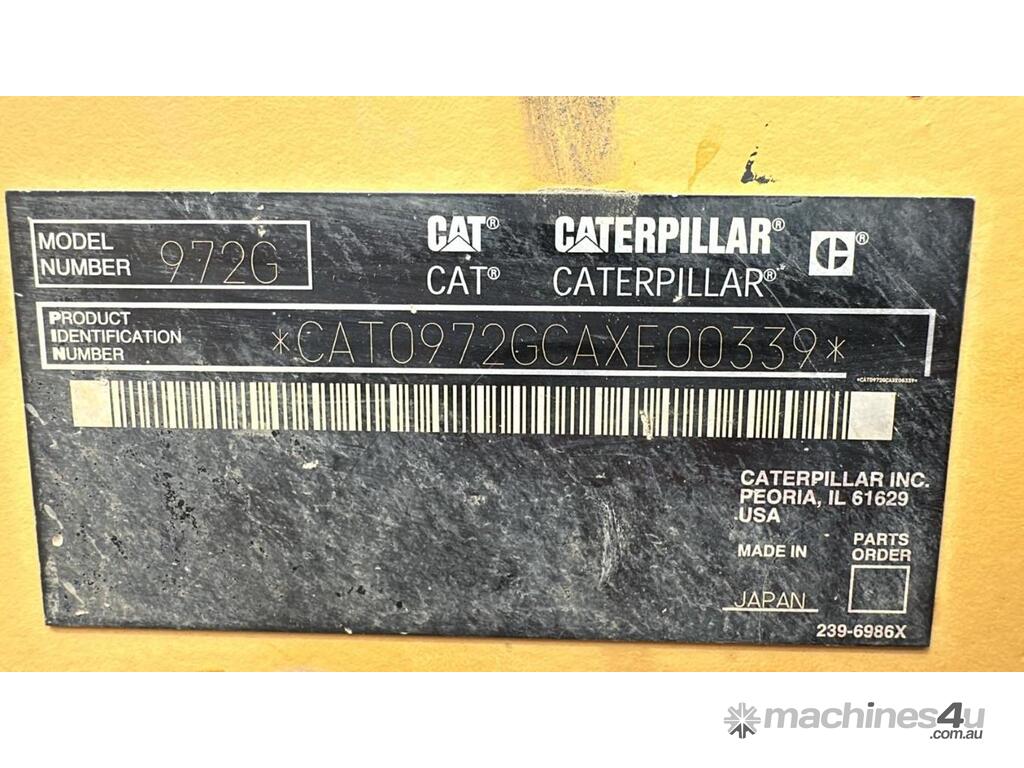 MODEL
NUMBER 972G
CAT® CATERPILLAR® C®
CAT® CATERPILLAR®
PRODUCT
IDENTIFICATION
NUMBER
*CAT0972GCAXE00339*
*CAT0972GCAXE00339*
CATERPILLAR INC.
PEORIA, IL 61629
USA
MADE IN
JAPAN
PARTS
ORDER
239-6986X
machines4u
.com.au